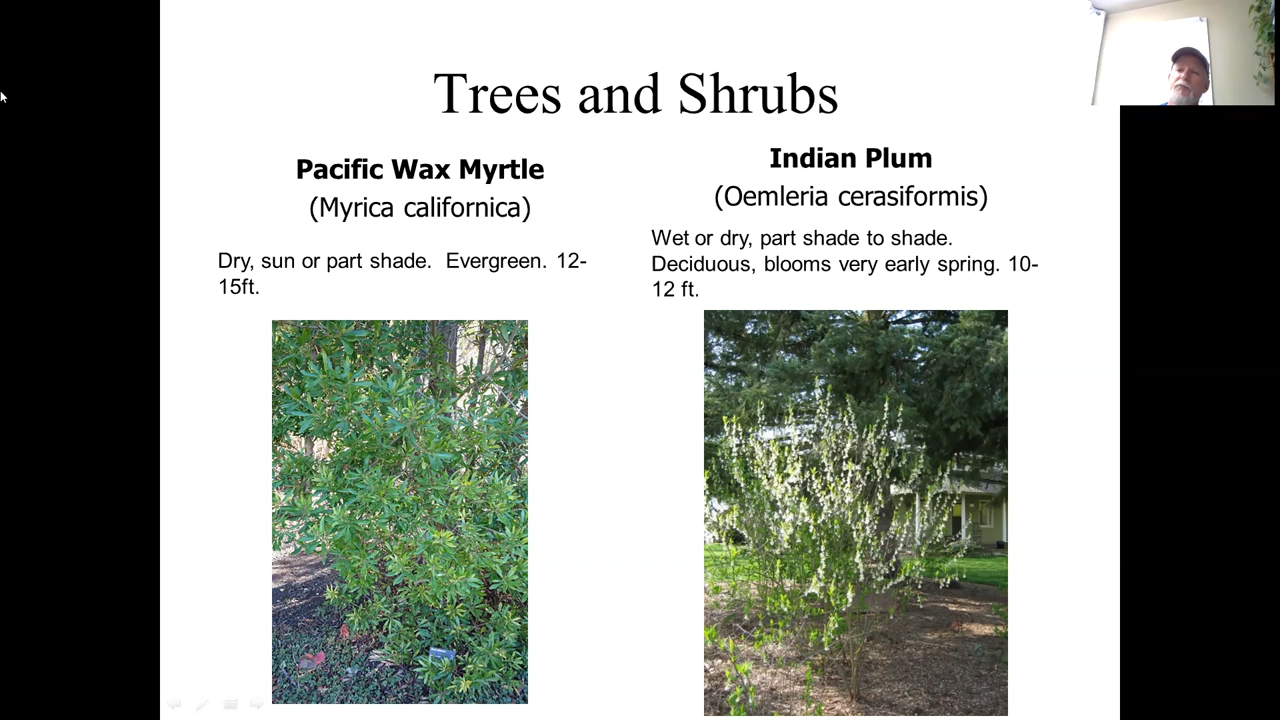 Trees and Shrubs
Pacific Wax Myrtle
(Myrica californica)
Dry, sun or part shade.  Evergreen. 12-
15ft.
Indian Plum
(Oemleria cerasiformis)
Wet or dry, part shade to shade.
Deciduous, blooms very early spring. 10-
12 ft.